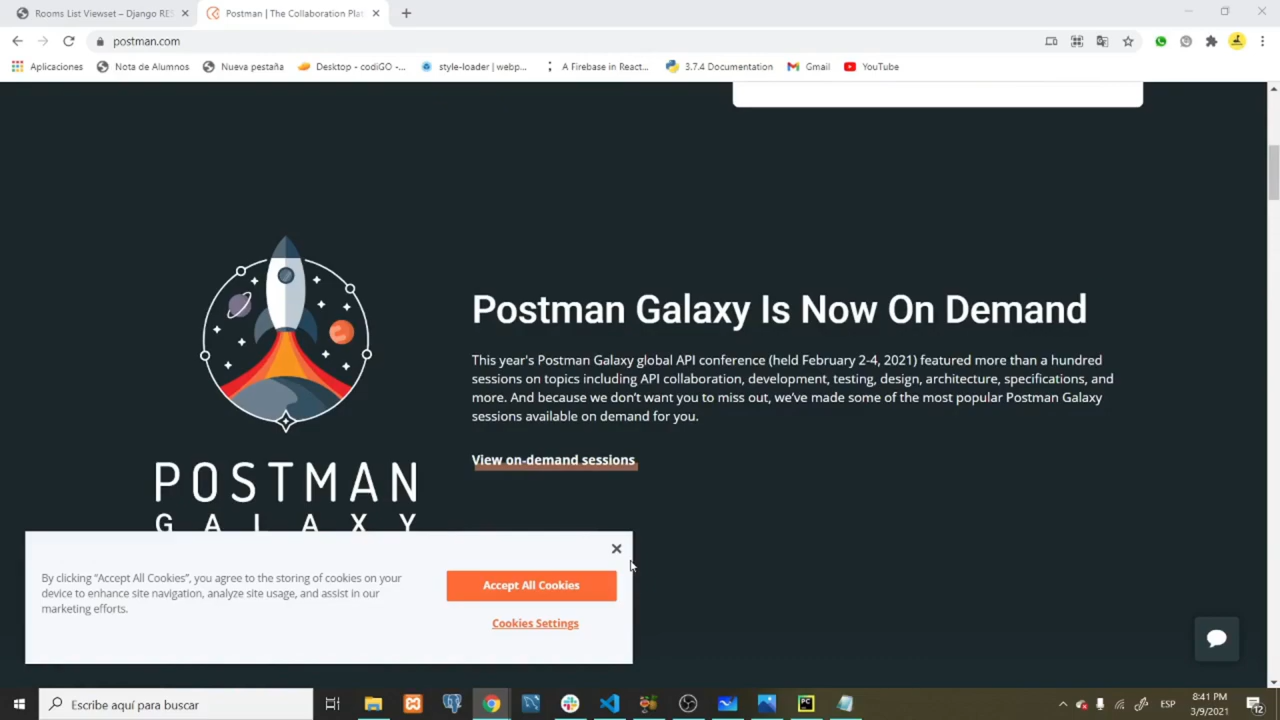 Rooms List Viewset – Django RES
Postman | The Collaboration Plat
postman.com
Aplicaciones
Nota de Alumnos
Nueva pestaña
Desktop - codiGO -...
style-loader | webp...
A Firebase in React...
3.7.4 Documentation
Gmail
YouTube
Postman Galaxy Is Now On Demand
This year's Postman Galaxy global API conference (held February 2-4, 2021) featured more than a hundred
sessions on topics including API collaboration, development, testing, design, architecture, specifications, and
more. And because we don't want you to miss out, we've made some of the most popular Postman Galaxy
sessions available on demand for you.
View on-demand sessions
POSTMAN
GALAXY
By clicking "Accept All Cookies", you agree to the storing of cookies on your
device to enhance site navigation, analyze site usage, and assist in our
marketing efforts.
Accept All Cookies
Cookies Settings
Escribe aquí para buscar
PC
ESP
8:41 PM
3/9/2021
12